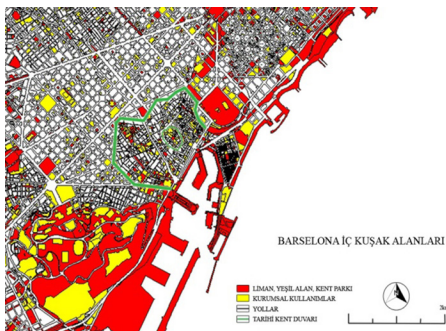 BARSELONA İÇ KUŞAK ALANLARI
LİMAN, YEŞİL ALAN, KENT PARKI
KURUMSAL KULLANIMLAR
YOLLAR
TARİHİ KENT DUVARI